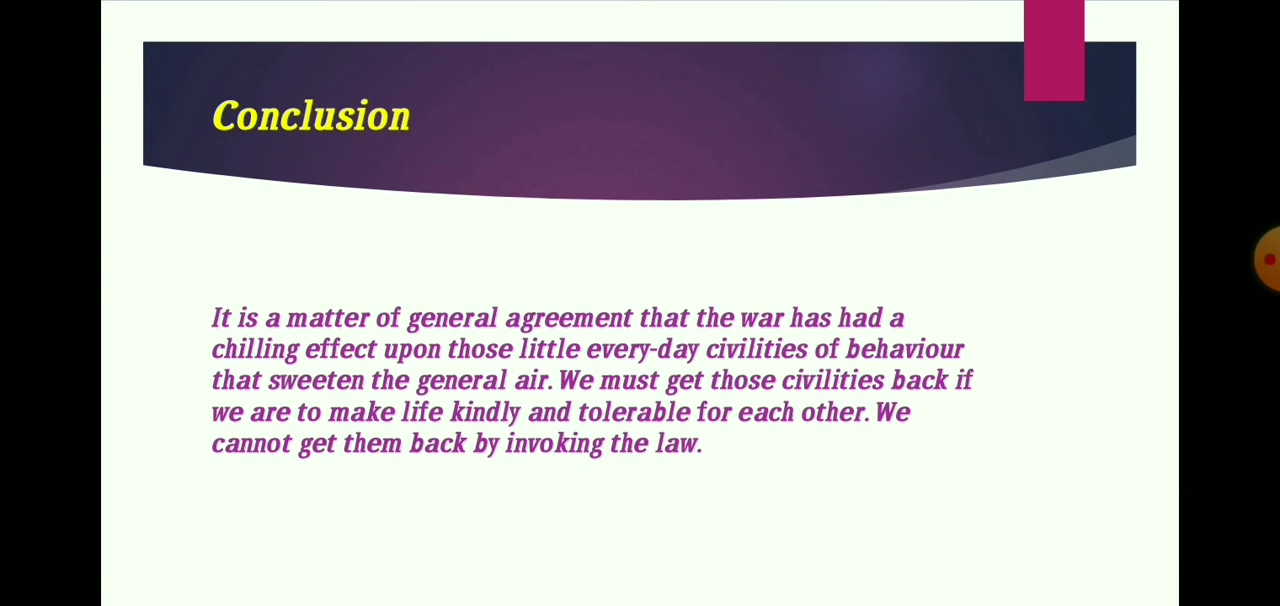 Conclusion
It is a matter of general agreement that the war has had a
chilling effect upon those little every-day civilities of behaviour
that sweeten the general air. We must get those civilities back if
we are to make life kindly and tolerable for each other. We
cannot get them back by invoking the law.